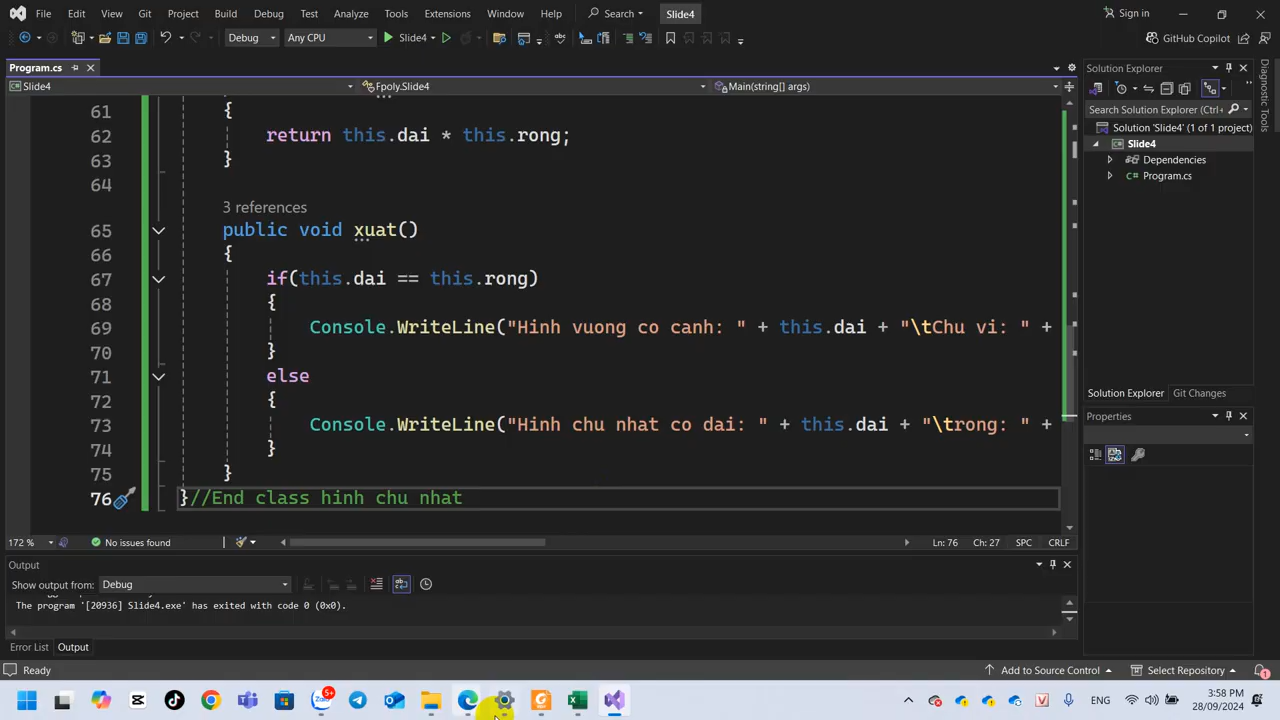 File Edit View Git Project Build Debug Test Analyze Tools Extensions Window Help Search Slide4 Sign in
Debug Any CPU Slide4 GitHub Copilot
Program.cs
Slide4 Fpoly.Slide4 Main(string[] args)
61 {
62 return this.dai * this.rong;
63 }
64
3 references
65 public void xuat()
66 {
67 if(this.dai == this.rong)
68 {
69 Console.WriteLine("Hinh vuong co canh: " + this.dai + "\tChu vi: " +
70 }
71 else
72 {
73 Console.WriteLine("Hinh chu nhat co dai: " + this.dai + "\trong: " +
74 }
75 }
76 }//End class hinh chu nhat
172 % No issues found Ln: 76 Ch: 27 SPC CRLF
Output
Show output from: Debug
The program '[20936] Slide4.exe' has exited with code 0 (0x0).
Error List Output
Ready Add to Source Control Select Repository 1
Solution Explorer
Search Solution Explorer (Ctrl+
Solution 'Slide4' (1 of 1 project)
Slide4
Dependencies
Program.cs
Solution Explorer Git Changes
Properties
Diagnostic Tools
Zalo 5+
ENG 3:58 PM
28/09/2024